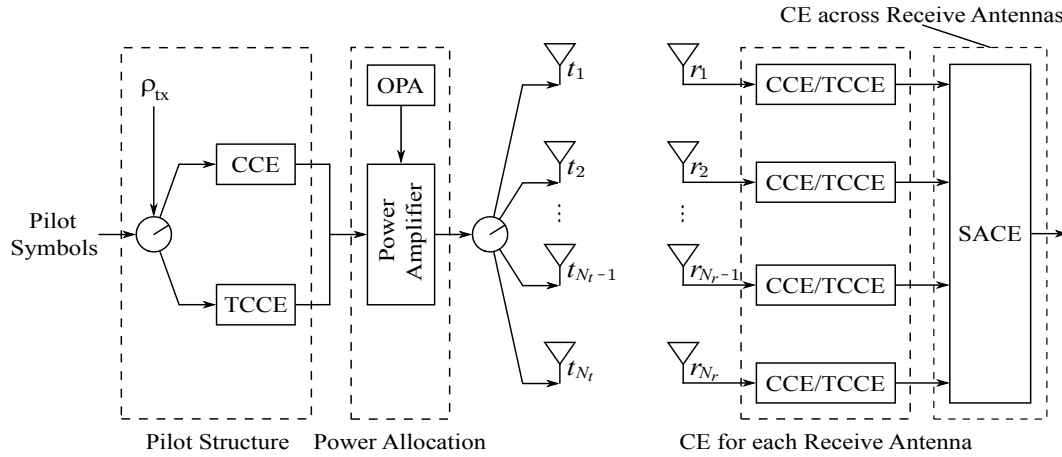 CE across Receive Antennas
ρtx
OPA
t1
r1
CCE/TCCE
CCE
t2
r2
CCE/TCCE
Pilot
Symbols
Power
Amplifier
⋮
⋮
SACE
TCCE
tNt-1
rNr-1
CCE/TCCE
tNt
rNr
CCE/TCCE
Pilot Structure
Power Allocation
CE for each Receive Antenna